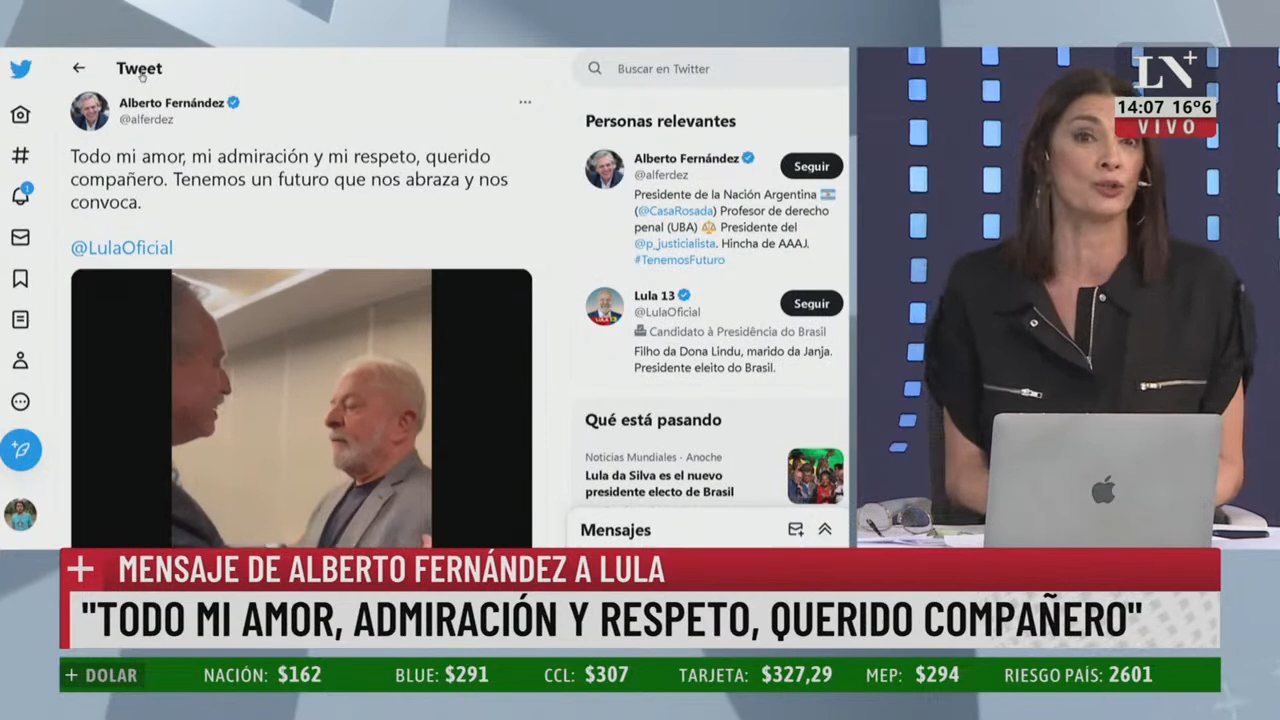 Tweet
Alberto Fernández
@alferdez
Todo mi amor, mi admiración y mi respeto, querido
compañero. Tenemos un futuro que nos abraza y nos
convoca.
@LulaOficial
Buscar en Twitter
Personas relevantes
Alberto Fernández
@alferdez
Seguir
Presidente de la Nación Argentina
(@CasaRosada) Profesor de derecho
penal (UBA) Presidente del
@p_justicialista. Hincha de AAAJ.
#TenemosFuturo
Lula 13
@LulaOficial
Seguir
Candidato à Presidência do Brasil
Filho da Dona Lindu, marido da Janja.
Presidente eleito do Brasil.
Qué está pasando
Noticias Mundiales · Anoche
Lula da Silva es el nuevo
presidente electo de Brasil
Mensajes
1
LN+
14:07 16º6
VIVO
MENSAJE DE ALBERTO FERNÁNDEZ A LULA
"TODO MI AMOR, ADMIRACIÓN Y RESPETO, QUERIDO COMPAÑERO"
+ DOLAR NACIÓN: $162 BLUE: $291 CCL: $307 TARJETA: $327,29 MEP: $294 RIESGO PAÍS: 2601